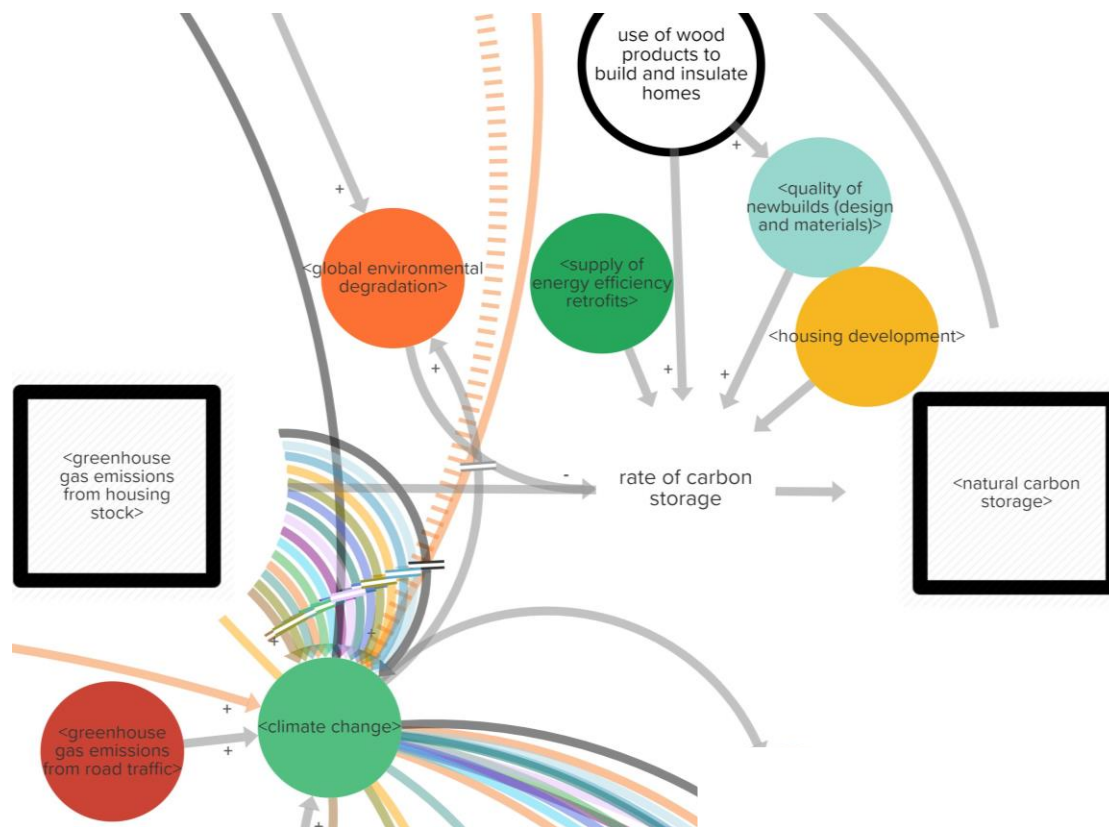 use of wood
products to
build and insulate
homes
+
<quality of
newbuilds (design
and materials)>
+
<global environmental
degradation>
<supply of
energy efficiency
retrofits>
<housing development>
+
+
+
<greenhouse
gas emissions
from housing
stock>
-
rate of carbon
storage
<natural carbon
storage>
+
-
<climate change>
+
+
<greenhouse
gas emissions
from road traffic>
+